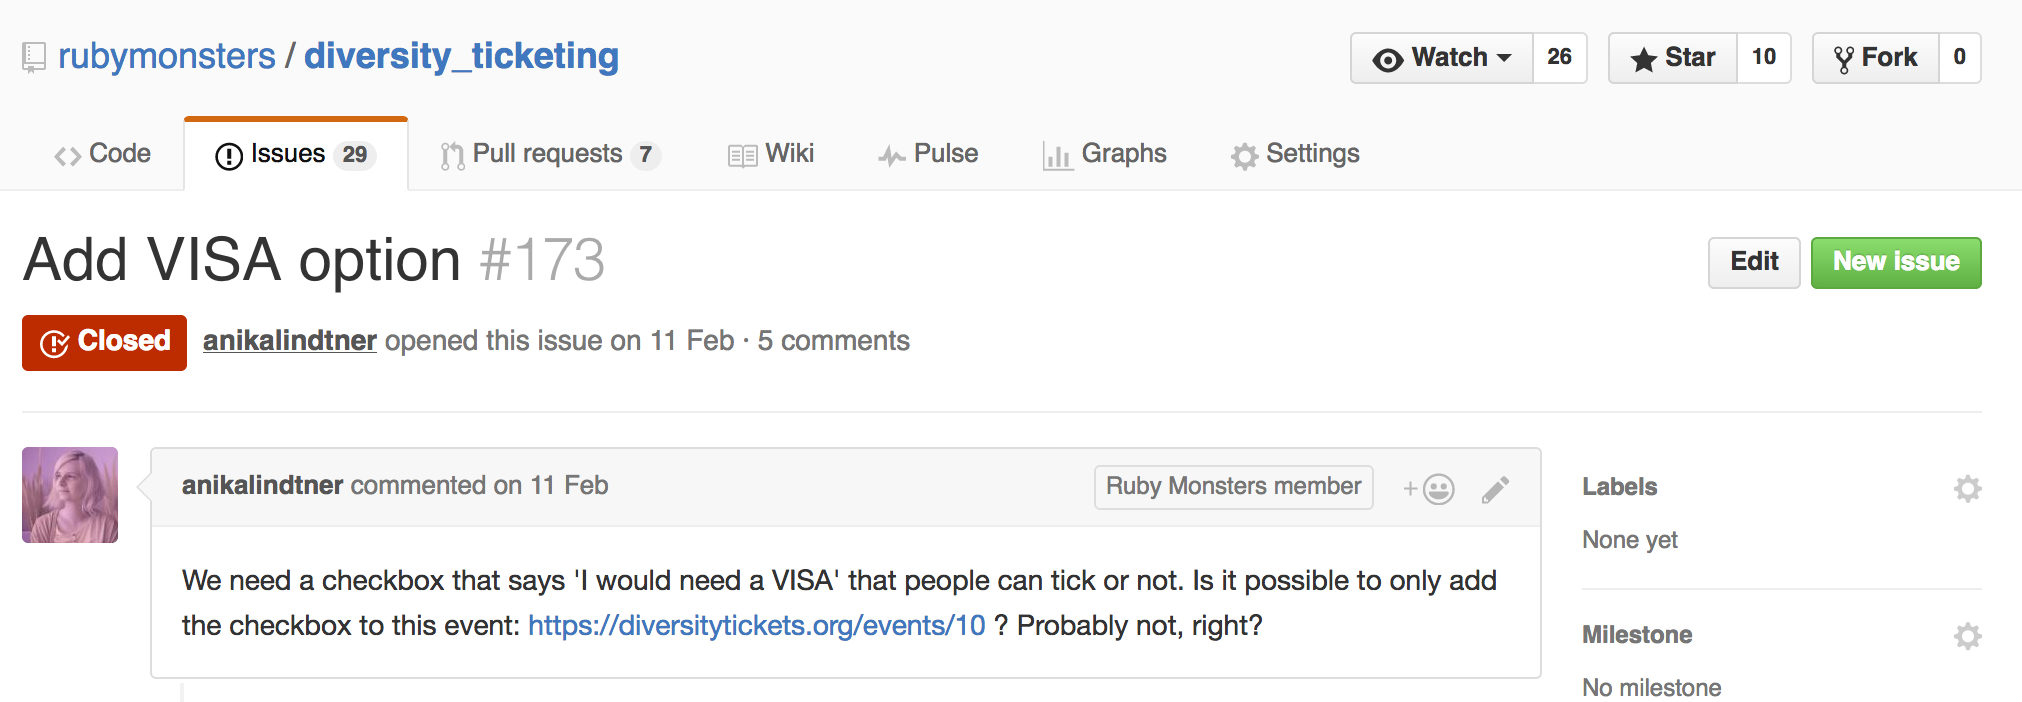 rubymonsters / diversity_ticketing
Watch 26 Star 10 Fork 0
Code Issues 29 Pull requests 7 Wiki Pulse Graphs Settings
Add VISA option #173
Edit New issue
Closed anikalindtner opened this issue on 11 Feb · 5 comments
anikalindtner commented on 11 Feb Ruby Monsters member +
Labels
None yet
We need a checkbox that says 'I would need a VISA' that people can tick or not. Is it possible to only add
the checkbox to this event: https://diversitytickets.org/events/10 ? Probably not, right?
Milestone
No milestone